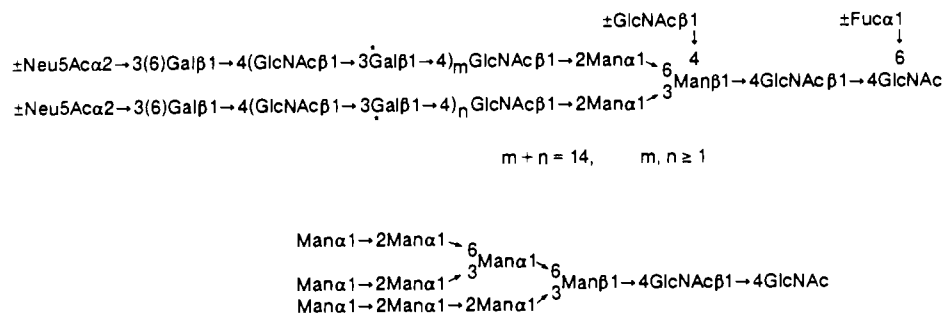 ±GlcNAcβ1 ±Fucα1
±Neu5Acα2→3(6)Galβ1→4(GlcNAcβ1→3Galβ1→4)mGlcNAcβ1→2Manα1 6 4 6
Manβ1→4GlcNAcβ1→4GlcNAc
±Neu5Acα2→3(6)Galβ1→4(GlcNAcβ1→3Galβ1→4)nGlcNAcβ1→2Manα1 3
m + n = 14, m, n ≥ 1
Manα1→2Manα1 6
Manα1 6
Manα1→2Manα1 3 Manβ1→4GlcNAcβ1→4GlcNAc
Manα1→2Manα1→2Manα1 3